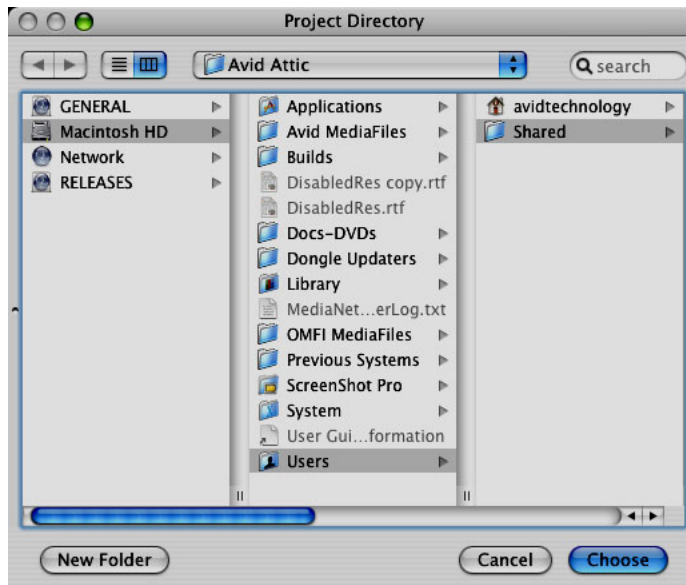 Project Directory
Avid Attic
search
GENERAL
Macintosh HD
Network
RELEASES
Applications
Avid MediaFiles
Builds
DisabledRes copy.rtf
DisabledRes.rtf
Docs-DVDs
Dongle Updaters
Library
MediaNet...erLog.txt
OMFI MediaFiles
Previous Systems
ScreenShot Pro
System
User Gui...formation
Users
avidtechnology
Shared
New Folder
Cancel
Choose